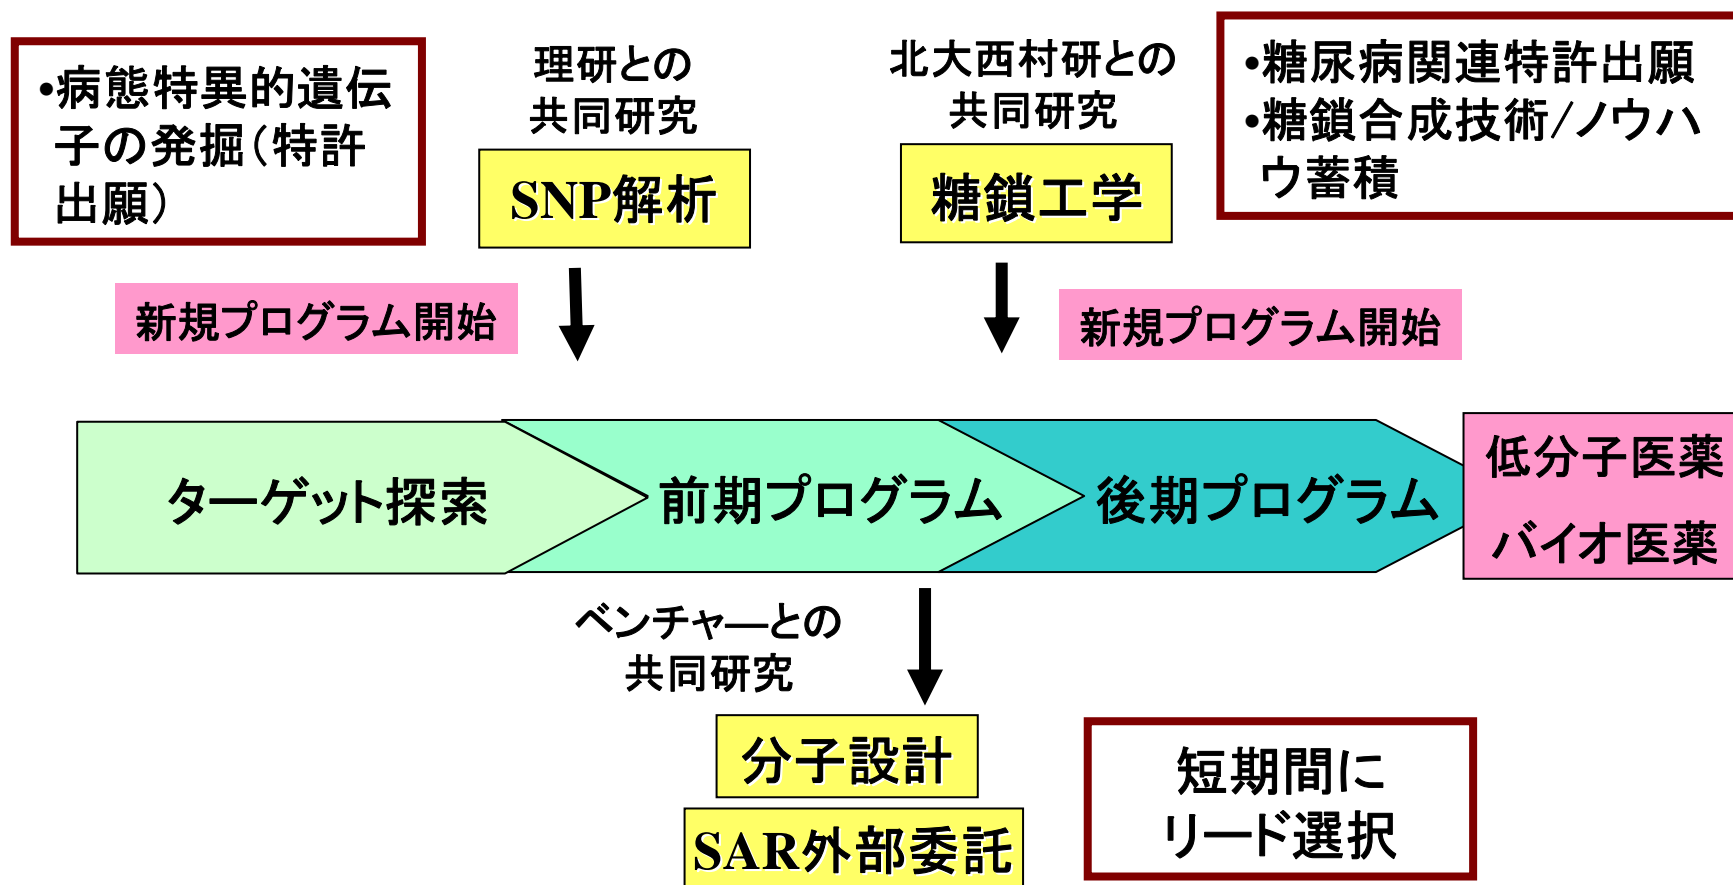 •病態特異的遺伝
子の発掘（特許
出願）
理研との
共同研究
SNP解析
北大西村研との
共同研究
糖鎖工学
•糖尿病関連特許出願
•糖鎖合成技術/ノウハ
ウ蓄積
新規プログラム開始
新規プログラム開始
ターゲット探索
前期プログラム
後期プログラム
低分子医薬
バイオ医薬
ベンチャ―との
共同研究
分子設計
SAR外部委託
短期間に
リード選択